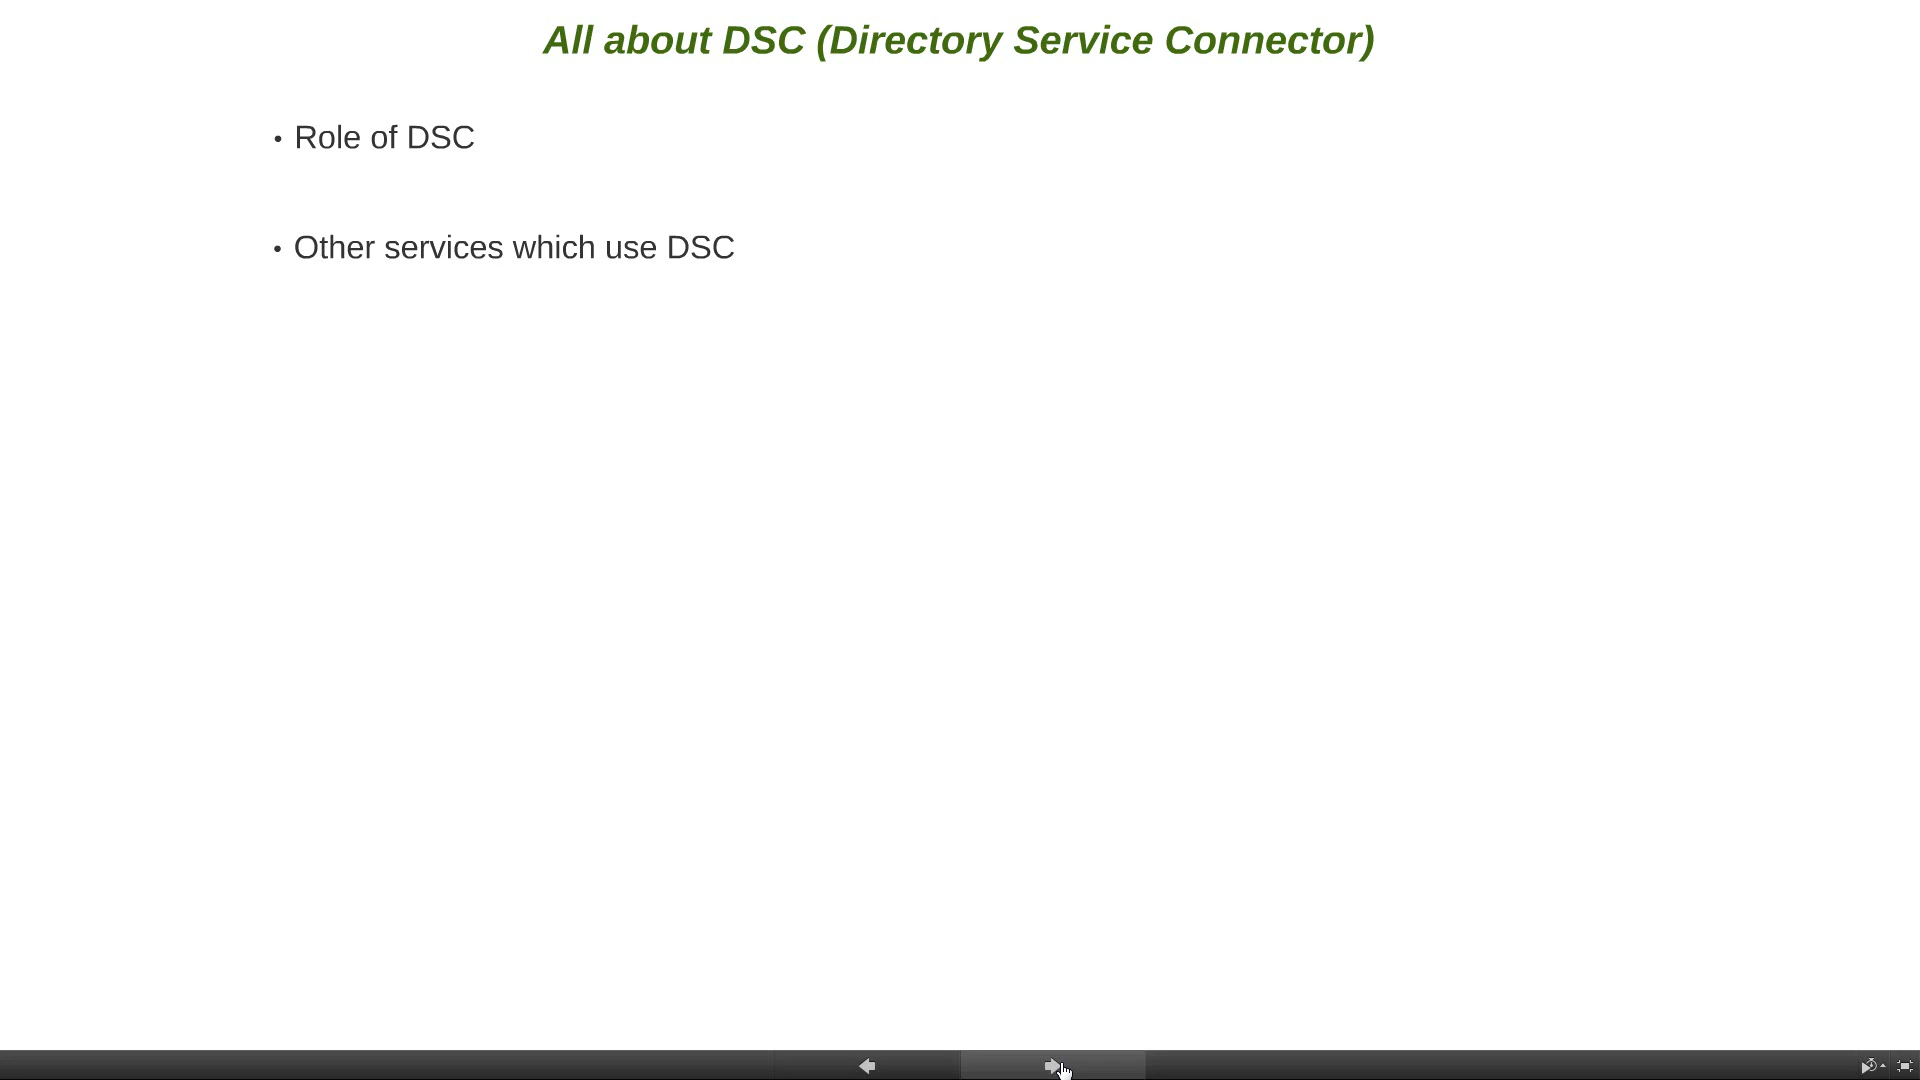 All about DSC (Directory Service Connector)
• Role of DSC
• Other services which use DSC